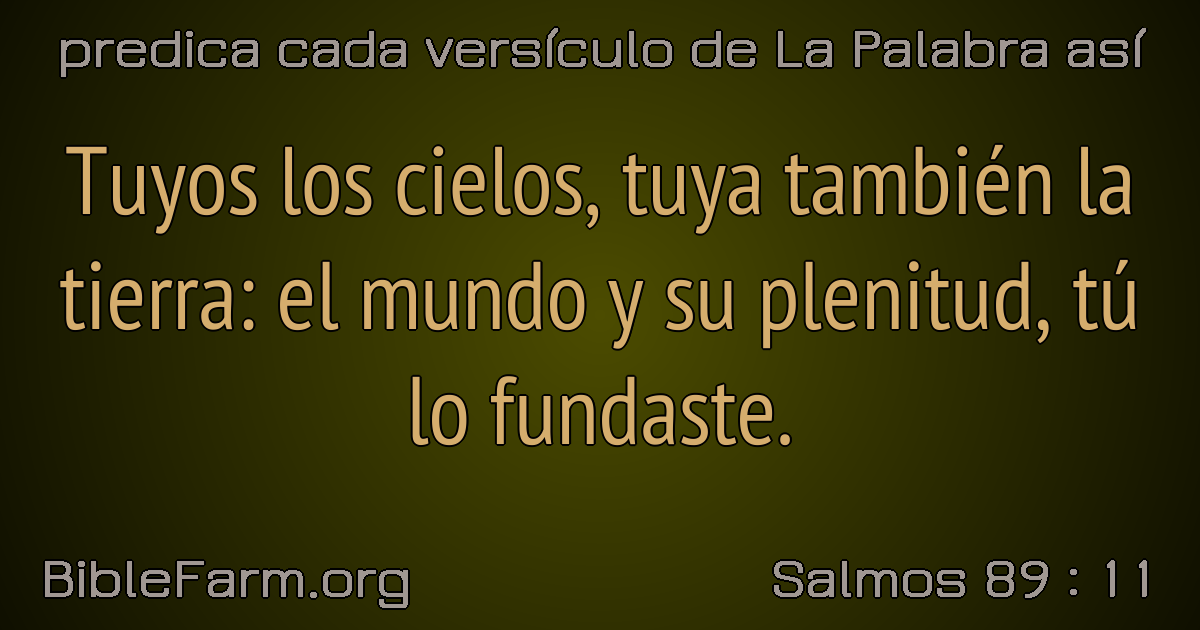 predica cada versículo de La Palabra así
Tuyos los cielos, tuya también la
tierra: el mundo y su plenitud, tú
lo fundaste.
BibleFarm.org
Salmos 89 : 11